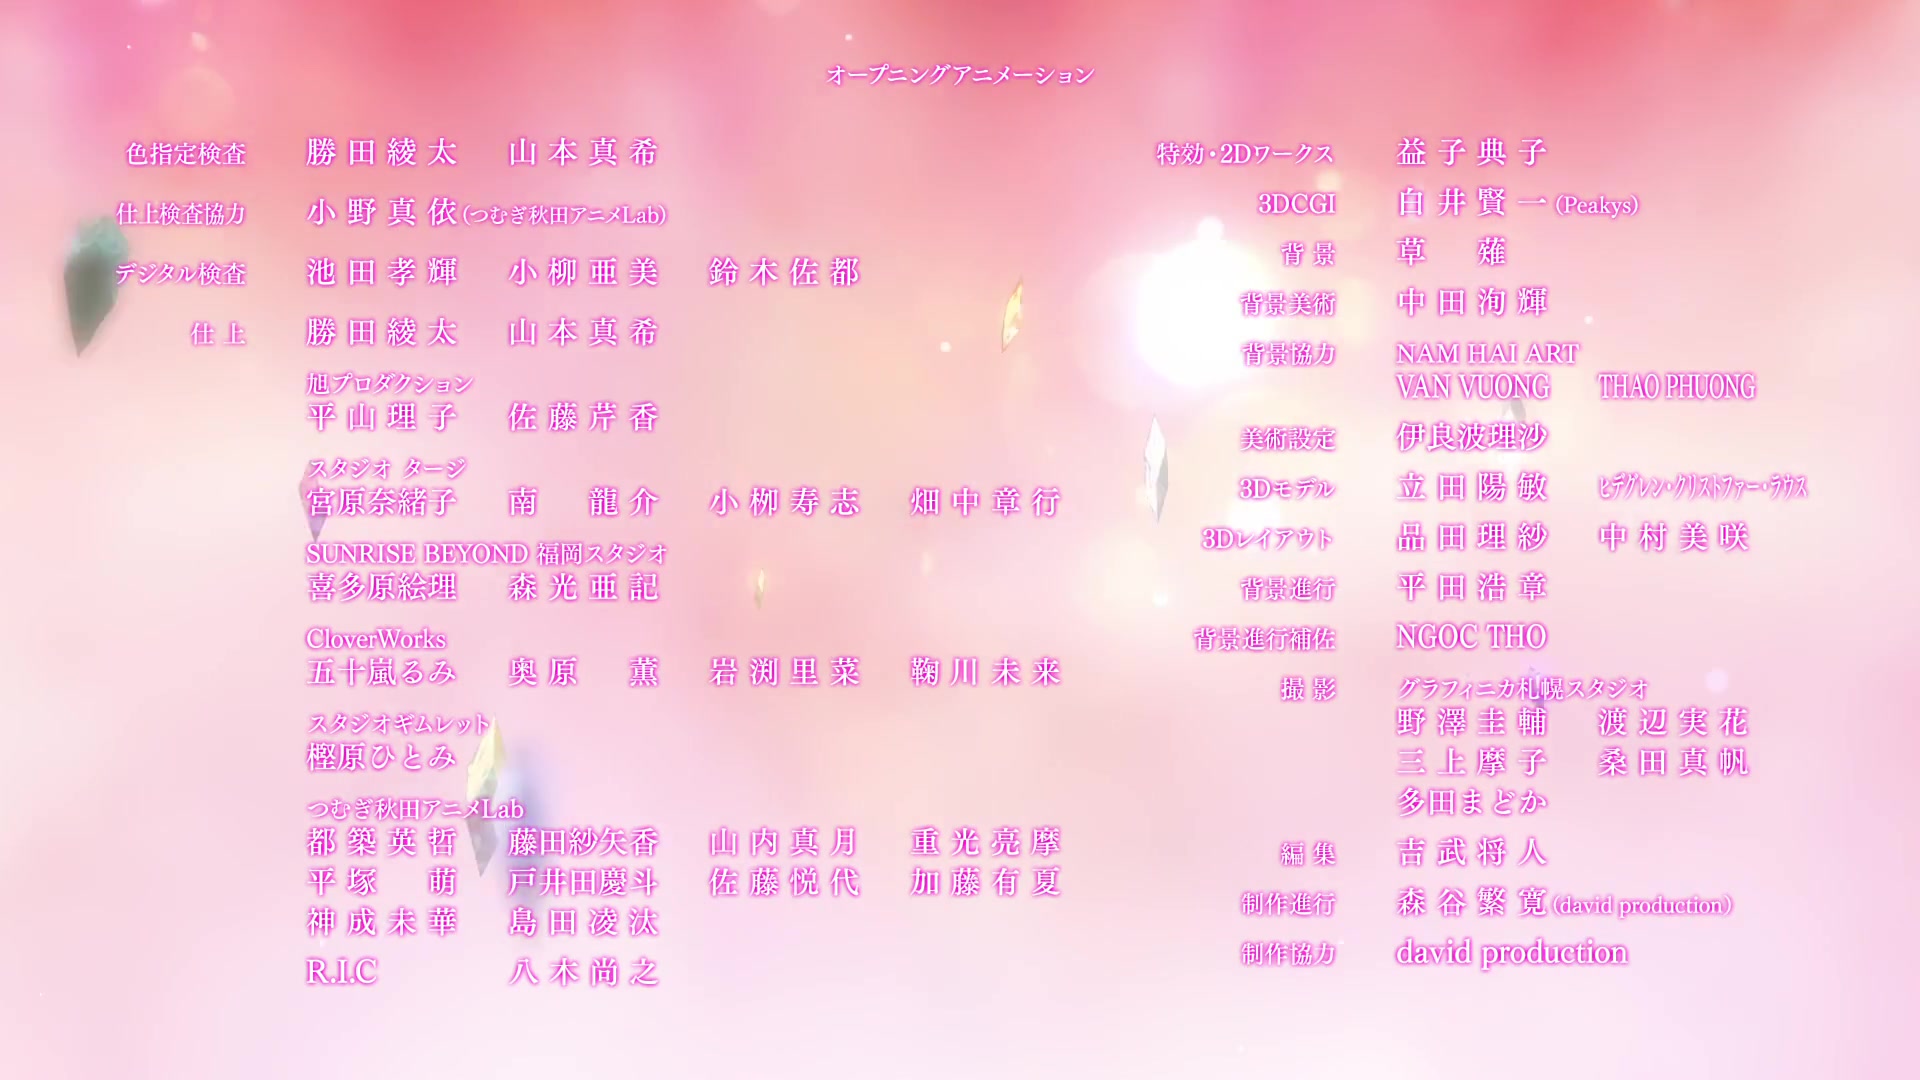 オープニングアニメーション
色指定検査 勝田綾太 山本真希
仕上検査協力 小野真依(つむぎ秋田アニメLab)
デジタル検査 池田孝輝 小柳亜美 鈴木佐都
仕上 勝田綾太 山本真希
旭プロダクション
平山理子 佐藤芹香
スタジオ タージ
宮原奈緒子 南 龍介 小栁寿志 畑中章行
SUNRISE BEYOND 福岡スタジオ
喜多原絵理 森光亜記
CloverWorks
五十嵐るみ 奥原 薫 岩渕里菜 鞠川未来
スタジオギムレット
樫原ひとみ
つむぎ秋田アニメLab
都築英哲 藤田紗矢香 山内真月 重光亮摩
平塚 萌 戸井田慶斗 佐藤悦代 加藤有夏
神成未華 島田凌汰
R.I.C 八木尚之
特効・2Dワークス 益子典子
3DCGI 白井賢一(Peakys)
背景 草薙
背景美術 中田洵輝
背景協力 NAM HAI ART
VAN VUONG THAO PHUONG
美術設定 伊良波理沙
3Dモデル 立田陽敏 ヒデグレン・クリストファー・ラウス
3Dレイアウト 品田理紗 中村美咲
背景進行 平田浩章
背景進行補佐 NGOC THO
撮影 グラフィニカ札幌スタジオ
野澤圭輔 渡辺実花
三上摩子 桑田真帆
多田まどか
編集 吉武将人
制作進行 森谷繁寛(david production)
制作協力 david production